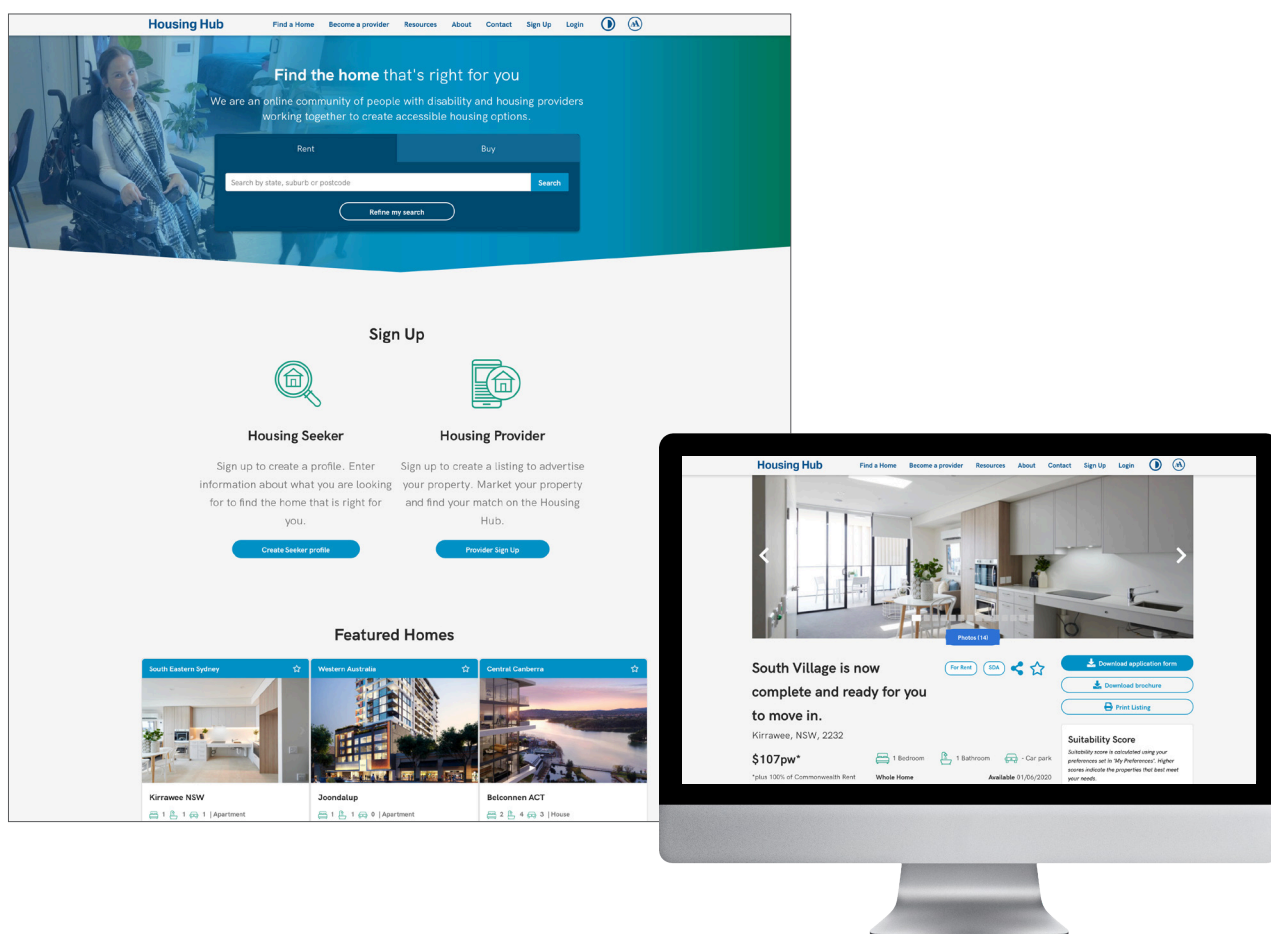 Housing Hub
Find a Home Become a provider Resources About Contact Sign Up Login
Find the home that's right for you
We are an online community of people with disability and housing providers
working together to create accessible housing options.
Rent Buy
Search by state, suburb or postcode Search
Refine my search
Sign Up
Housing Seeker
Sign up to create a profile. Enter
information about what you are looking
for to find the home that is right for
you.
Create Seeker profile
Housing Provider
Sign up to create a listing to advertise
your property. Market your property
and find your match on the Housing
Hub.
Provider Sign Up
Featured Homes
South Eastern Sydney
Kirrawee NSW
1 1 1 | Apartment
Western Australia
Joondalup
1 1 0 | Apartment
Central Canberra
Belconnen ACT
2 4 3 | House
Housing Hub
Find a Home Become a provider Resources About Contact Sign Up Login
Photos (14)
South Village is now
complete and ready for you
to move in.
Kirrawee, NSW, 2232
For Rent SDA
$107pw*
*plus 100% of Commonwealth Rent
1 Bedroom 1 Bathroom - Car park
Whole Home Available 01/06/2020
Download application form
Download brochure
Print Listing
Suitability Score
Suitability score is calculated using your
preferences set in 'My Preferences'. Higher
scores indicate the properties that best meet
your needs.